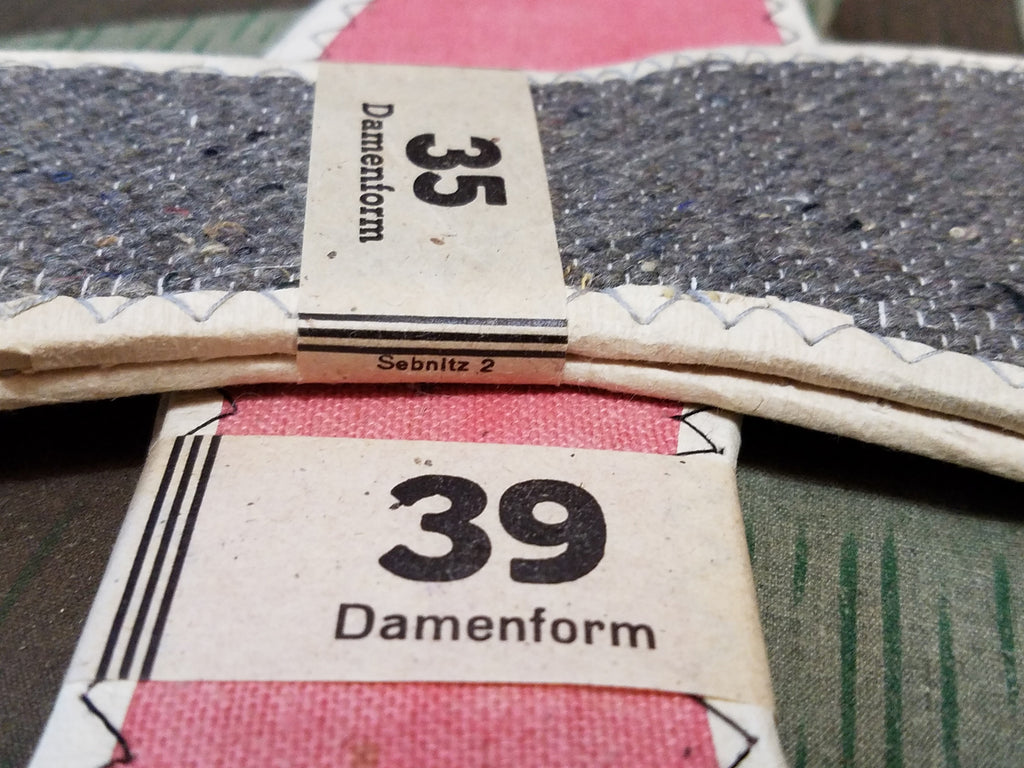 35
Damenform
Sebnitz 2
39
Damenform